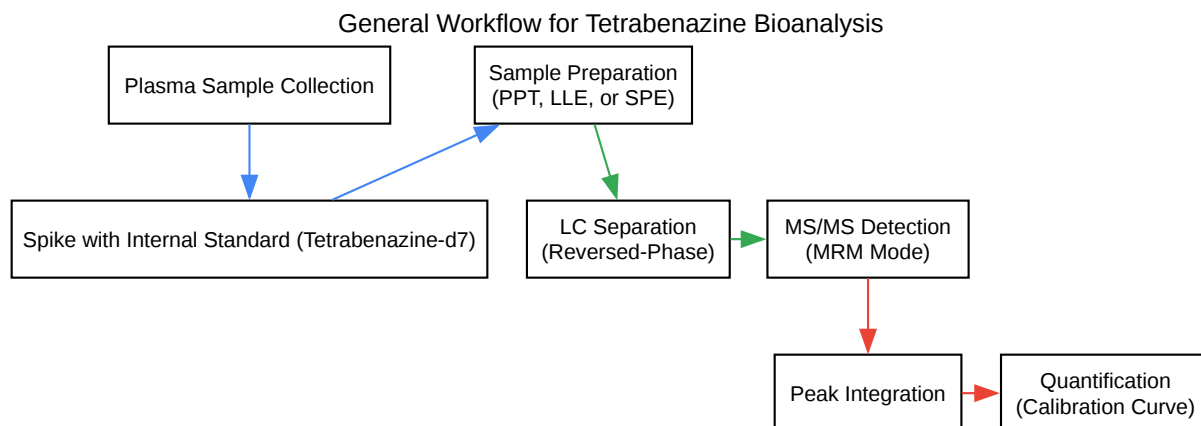 General Workflow for Tetrabenazine Bioanalysis
Plasma Sample Collection
Spike with Internal Standard (Tetrabenazine-d7)
Sample Preparation
(PPT, LLE, or SPE)
LC Separation
(Reversed-Phase)
MS/MS Detection
(MRM Mode)
Peak Integration
Quantification
(Calibration Curve)